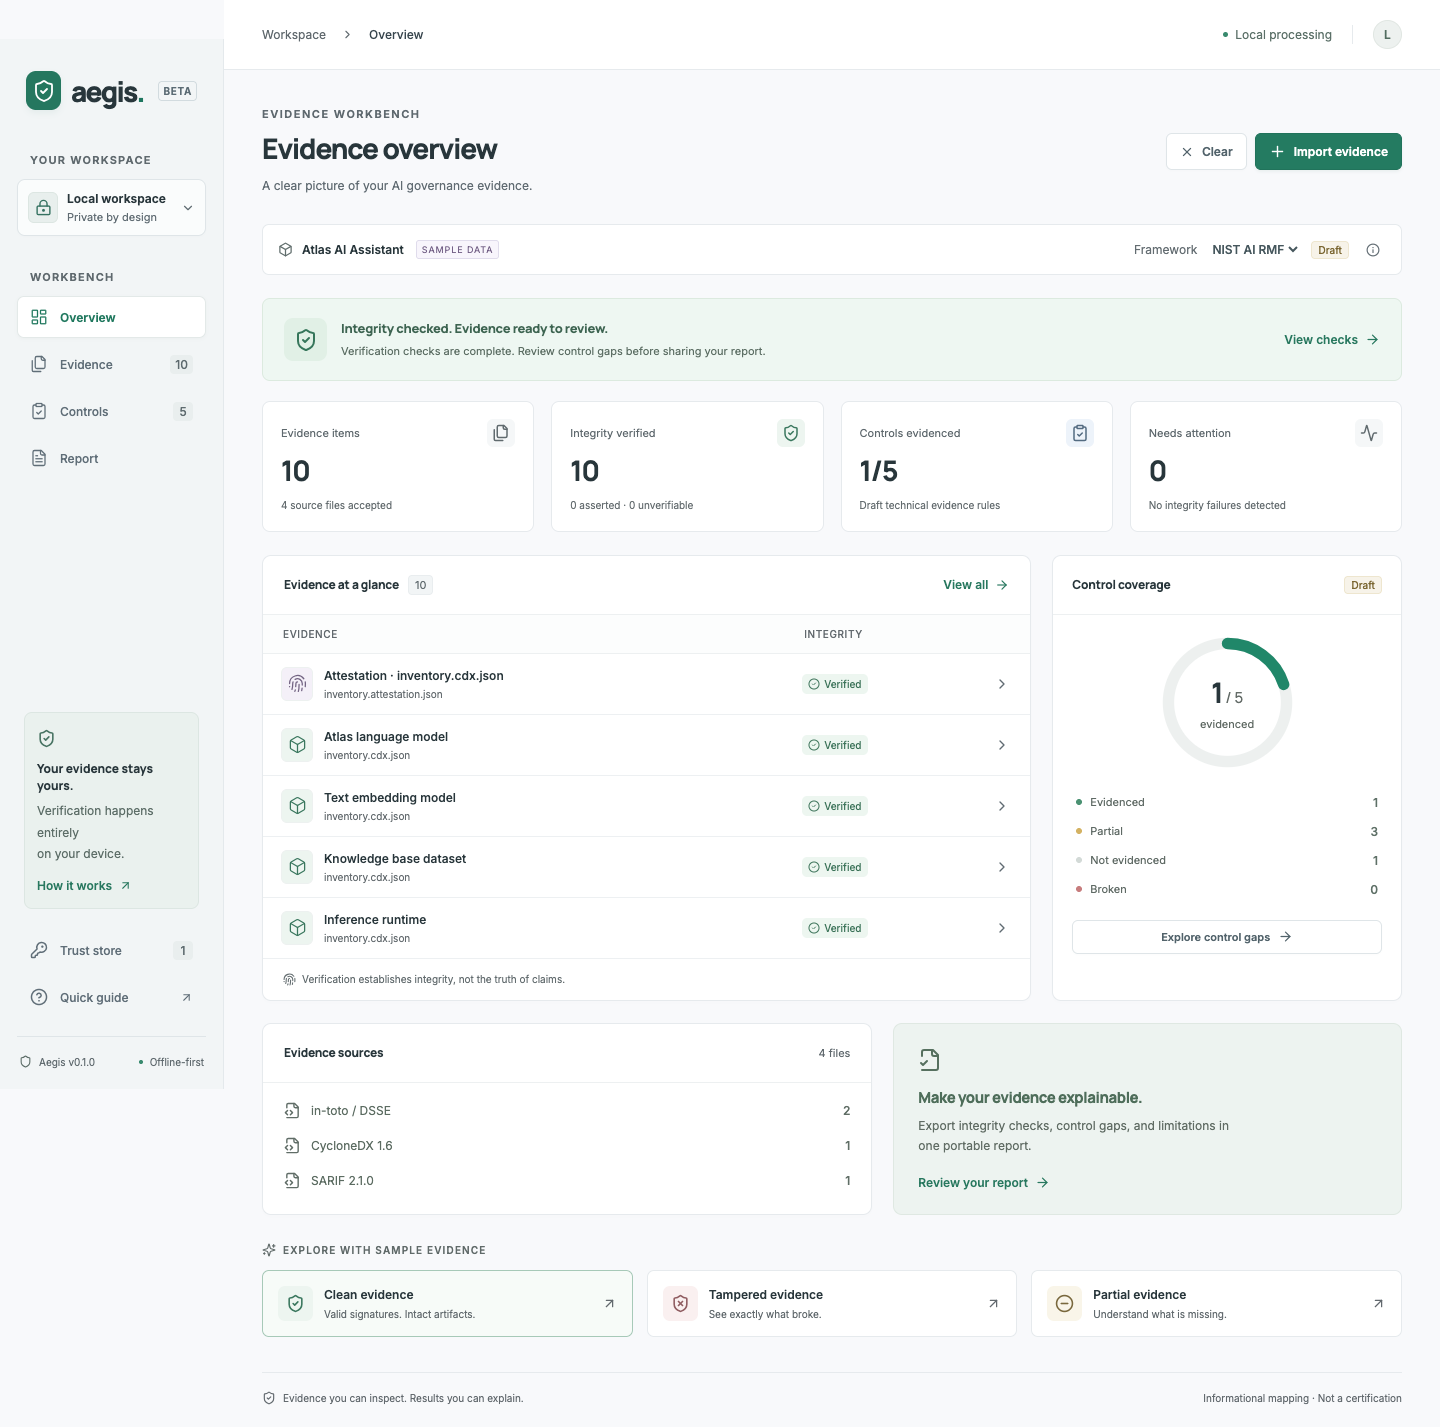 aegis.
BETA
YOUR WORKSPACE
Local workspace
Private by design
WORKBENCH
Overview
Evidence 10
Controls 5
Report
Your evidence stays
yours.
Verification happens
entirely
on your device.
How it works
Trust store 1
Quick guide
Aegis v0.1.0
Offline-first
Workspace
Overview
Local processing
L
EVIDENCE WORKBENCH
Evidence overview
A clear picture of your AI governance evidence.
Clear
Import evidence
Atlas AI Assistant
SAMPLE DATA
Framework
NIST AI RMF
Draft
Integrity checked. Evidence ready to review.
Verification checks are complete. Review control gaps before sharing your report.
View checks
Evidence items
10
4 source files accepted
Integrity verified
10
0 asserted · 0 unverifiable
Controls evidenced
1/5
Draft technical evidence rules
Needs attention
0
No integrity failures detected
Evidence at a glance 10
View all
EVIDENCE INTEGRITY
Attestation · inventory.cdx.json
inventory.attestation.json
Verified
Atlas language model
inventory.cdx.json
Verified
Text embedding model
inventory.cdx.json
Verified
Knowledge base dataset
inventory.cdx.json
Verified
Inference runtime
inventory.cdx.json
Verified
Verification establishes integrity, not the truth of claims.
Control coverage
Draft
1 / 5
evidenced
Evidenced 1
Partial 3
Not evidenced 1
Broken 0
Explore control gaps
Evidence sources
4 files
in-toto / DSSE 2
CycloneDX 1.6 1
SARIF 2.1.0 1
Make your evidence explainable.
Export integrity checks, control gaps, and limitations in
one portable report.
Review your report
EXPLORE WITH SAMPLE EVIDENCE
Clean evidence
Valid signatures. Intact artifacts.
Tampered evidence
See exactly what broke.
Partial evidence
Understand what is missing.
Evidence you can inspect. Results you can explain.
Informational mapping · Not a certification